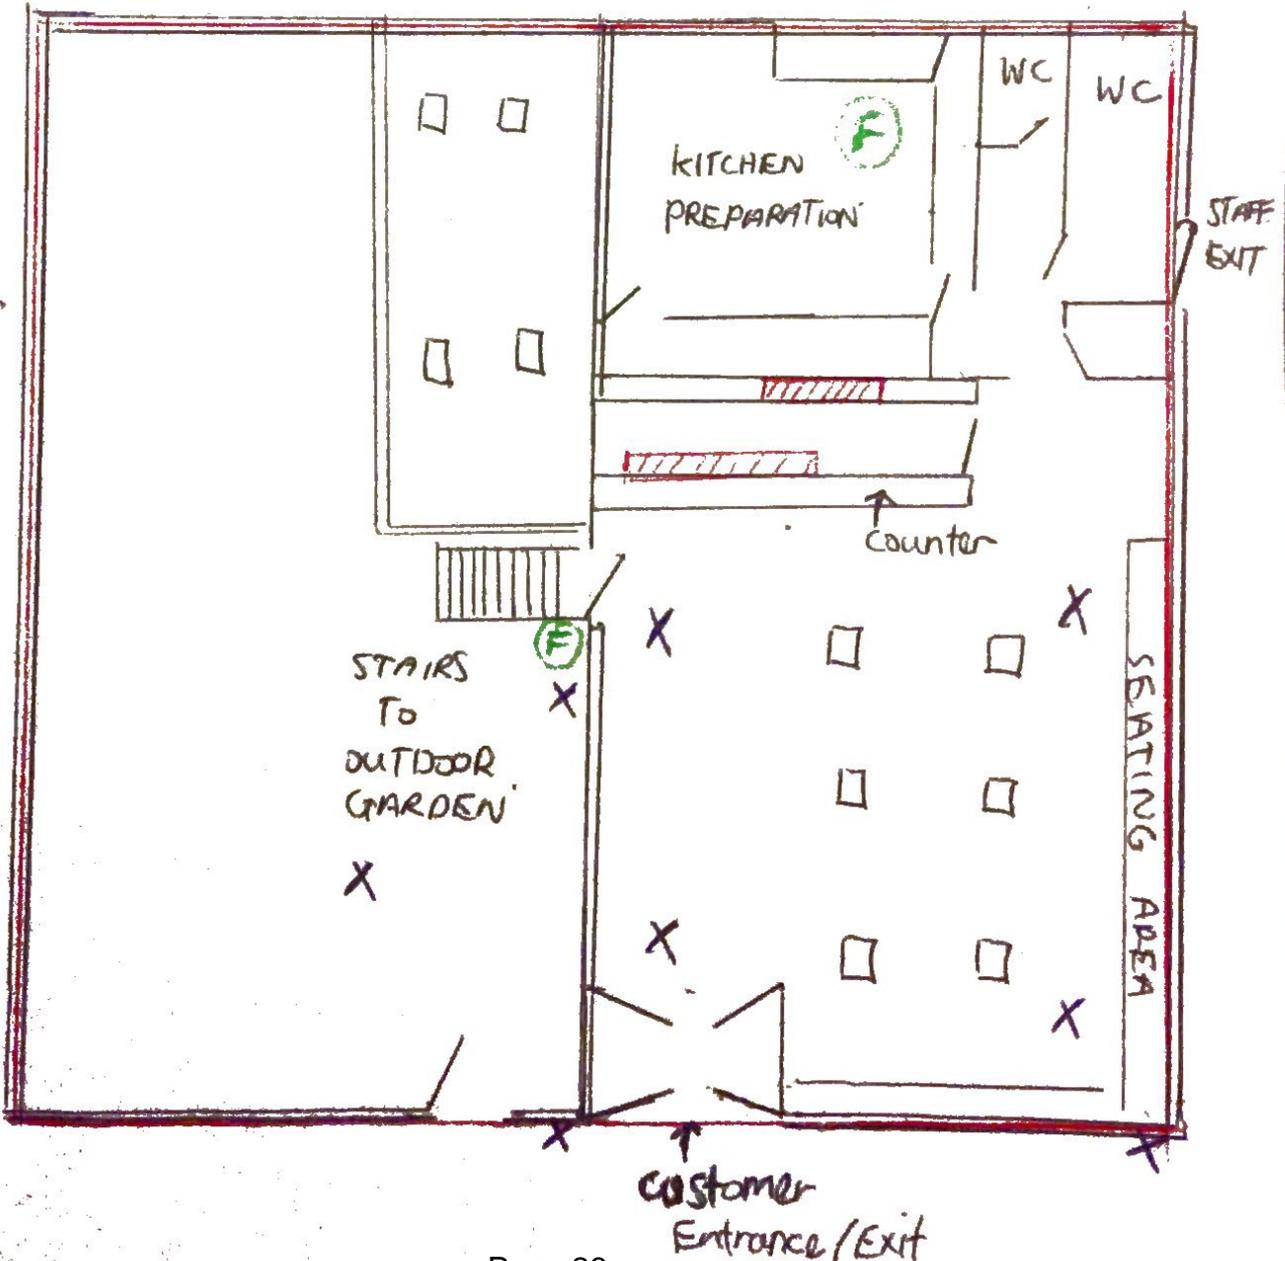 WC
WC
F
KITCHEN
PREPARATION
STAFF
EXIT
counter
F
X
X
STAIRS
TO
OUTDOOR
GARDEN
X
SEATING AREA
X
X
X
X
X
customer
Entrance/Exit